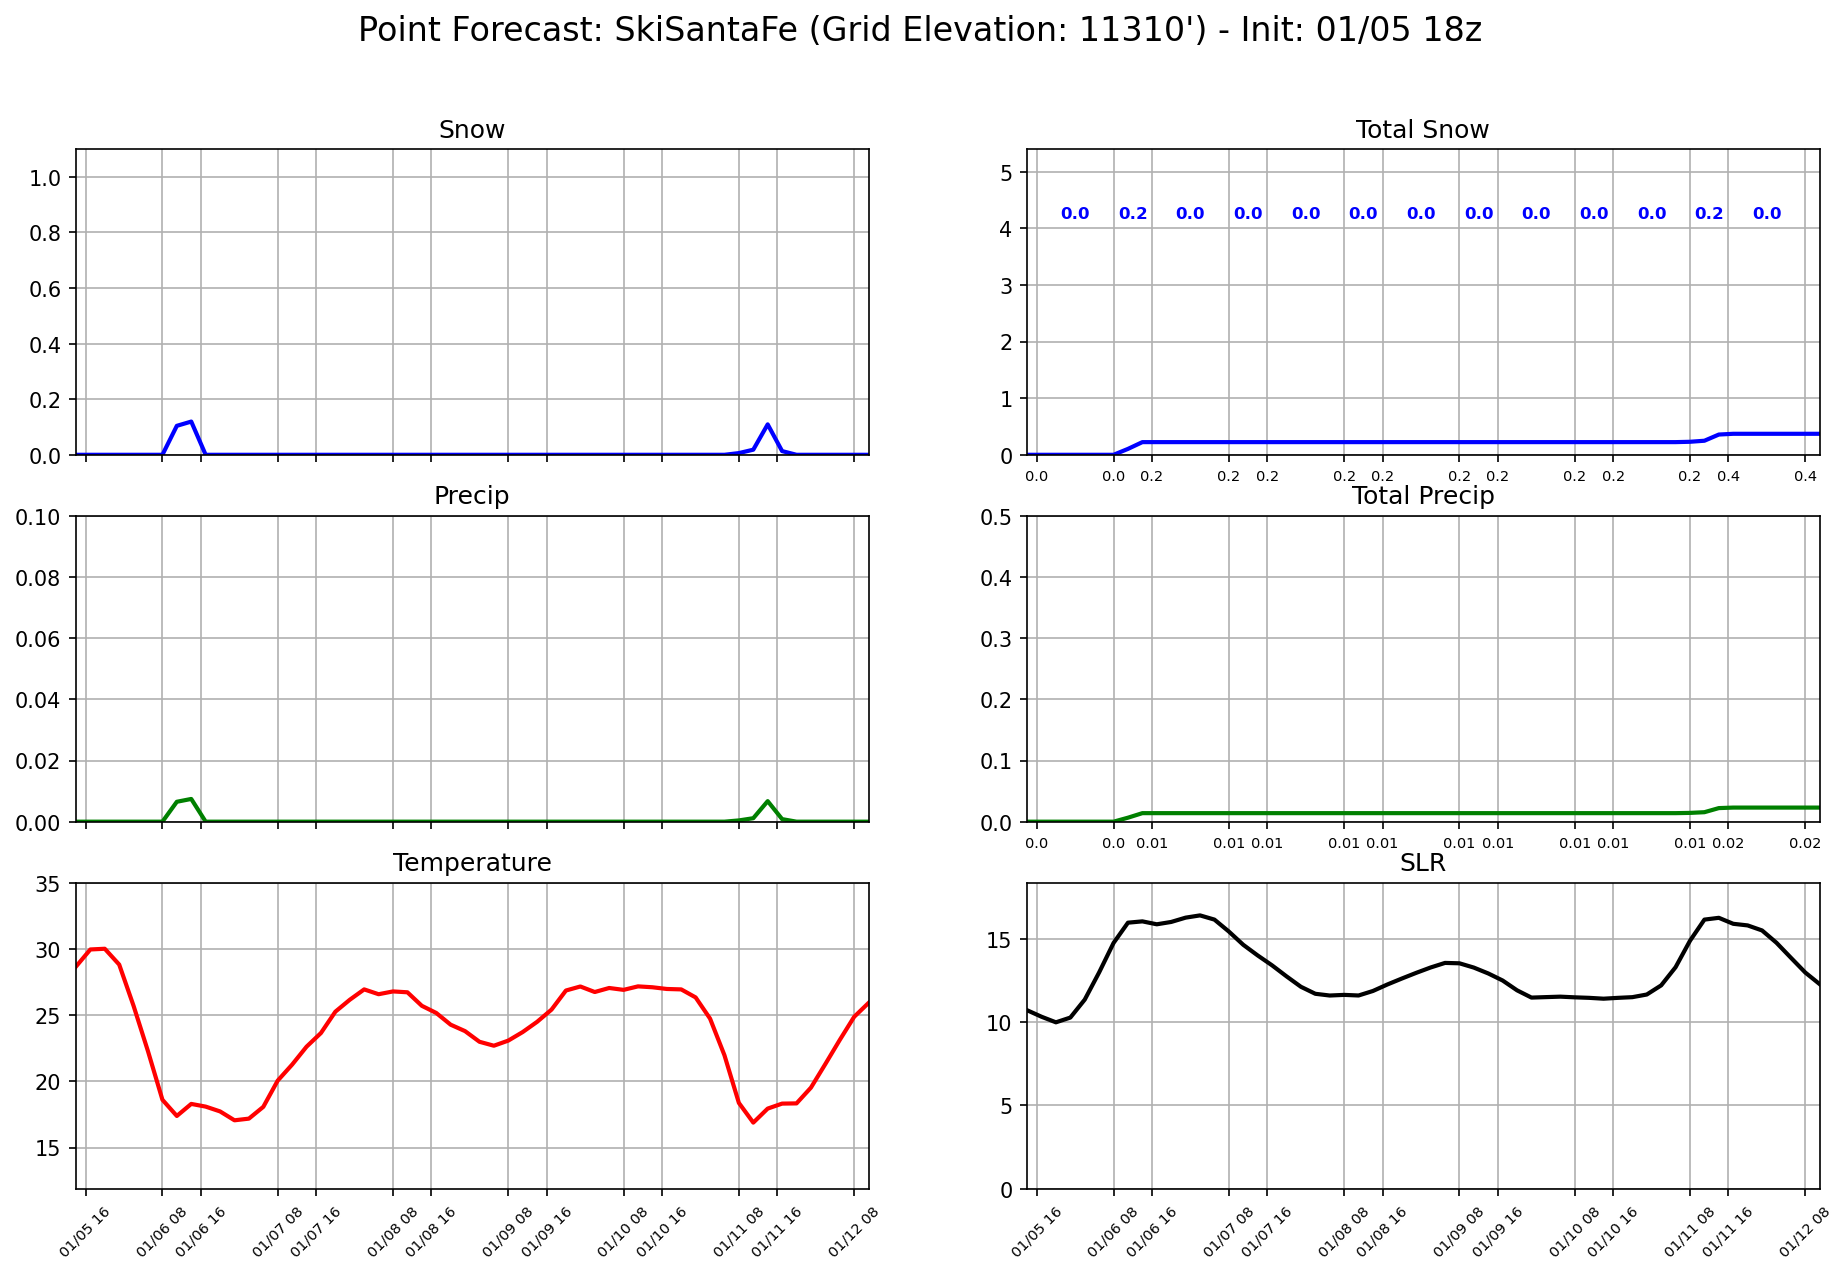 Point Forecast: SkiSantaFe (Grid Elevation: 11310') - Init: 01/05 18z
Snow
1.0
0.8
0.6
0.4
0.2
0.0
Total Snow
5
4
3
2
1
0
0.0 0.2 0.0 0.0 0.0 0.0 0.0 0.0 0.0 0.0 0.0 0.2 0.0
0.0 0.0 0.2 0.2 0.2 0.2 0.2 0.2 0.2 0.2 0.2 0.2 0.4 0.4
Precip
0.10
0.08
0.06
0.04
0.02
0.00
Total Precip
0.5
0.4
0.3
0.2
0.1
0.0
0.0 0.0 0.01 0.01 0.01 0.01 0.01 0.01 0.01 0.01 0.01 0.01 0.02 0.02
Temperature
35
30
25
20
15
01/05 16 01/06 08 01/06 16 01/07 08 01/07 16 01/08 08 01/08 16 01/09 08 01/09 16 01/10 08 01/10 16 01/11 08 01/11 16 01/12 08
SLR
15
10
5
0
01/05 16 01/06 08 01/06 16 01/07 08 01/07 16 01/08 08 01/08 16 01/09 08 01/09 16 01/10 08 01/10 16 01/11 08 01/11 16 01/12 08